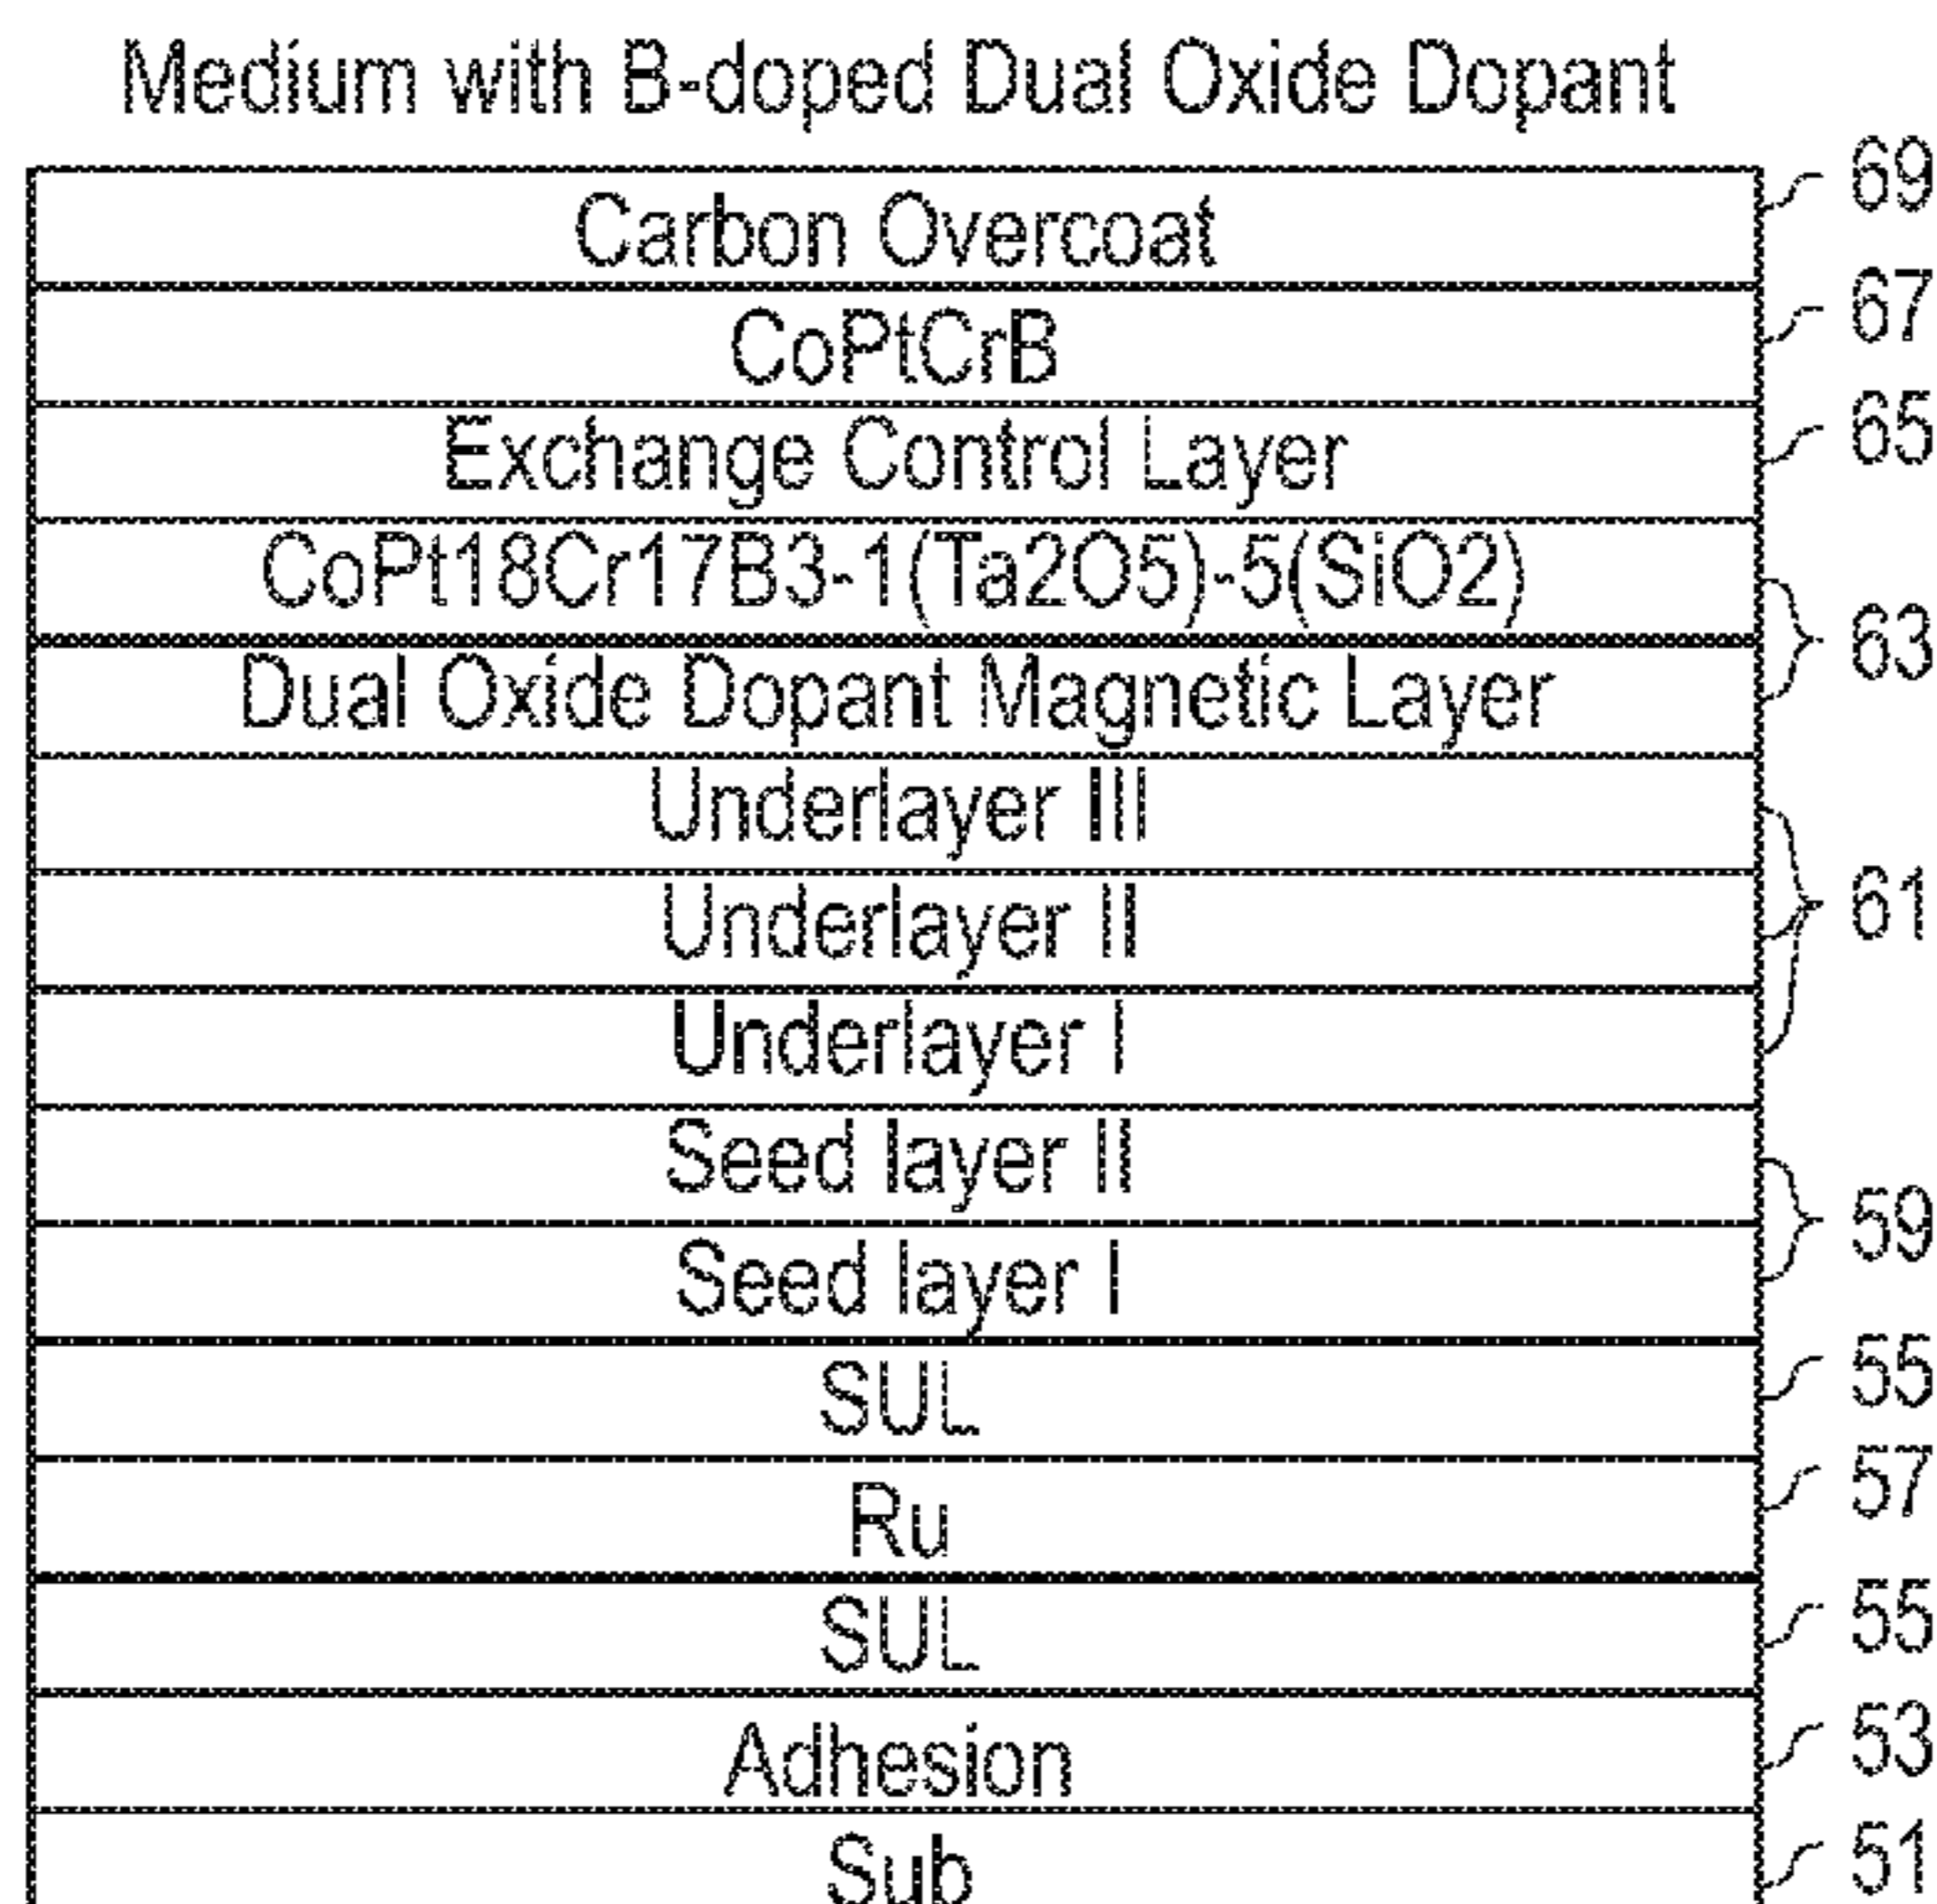 Medium with B-doped Dual Oxide Dopant
Carbon Overcoat 69
CoPtCrB 67
Exchange Control Layer 65
CoPt18Cr17B3-1(Ta2O5)-5(SiO2)
63
Dual Oxide Dopant Magnetic Layer
Underlayer III
Underlayer II 61
Underlayer I
Seed layer II
59
Seed layer I
SUL 55
Ru 57
SUL 55
Adhesion 53
Sub 51